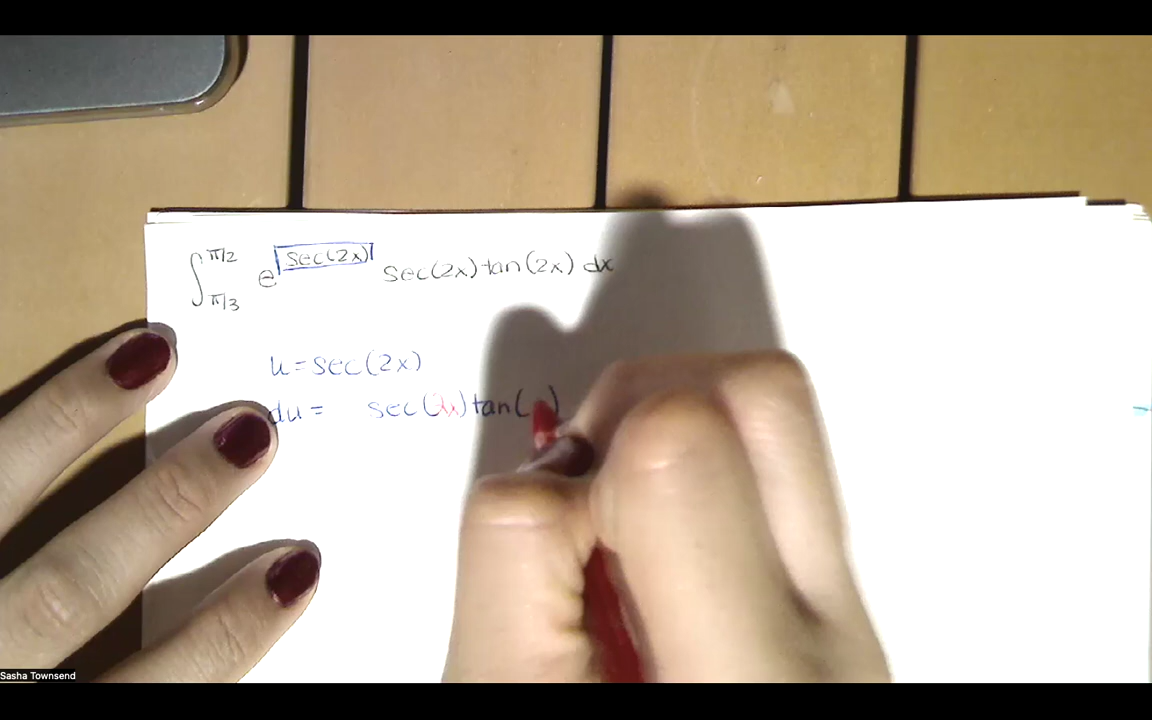 ∫_{π/3}^{π/2} e^{sec(2x)} sec(2x)tan(2x) dx
u = sec(2x)
du = sec(2x)tan( )
Sasha Townsend